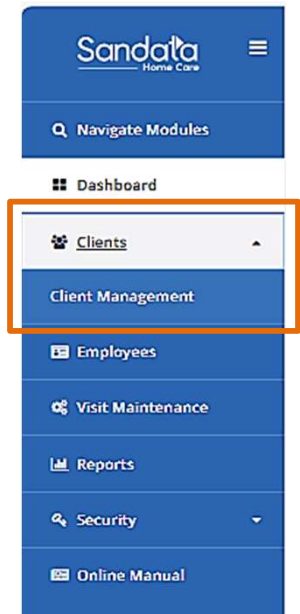 Sandata
Home Care
Navigate Modules
Dashboard
Clients
Client Management
Employees
Visit Maintenance
Reports
Security
Online Manual